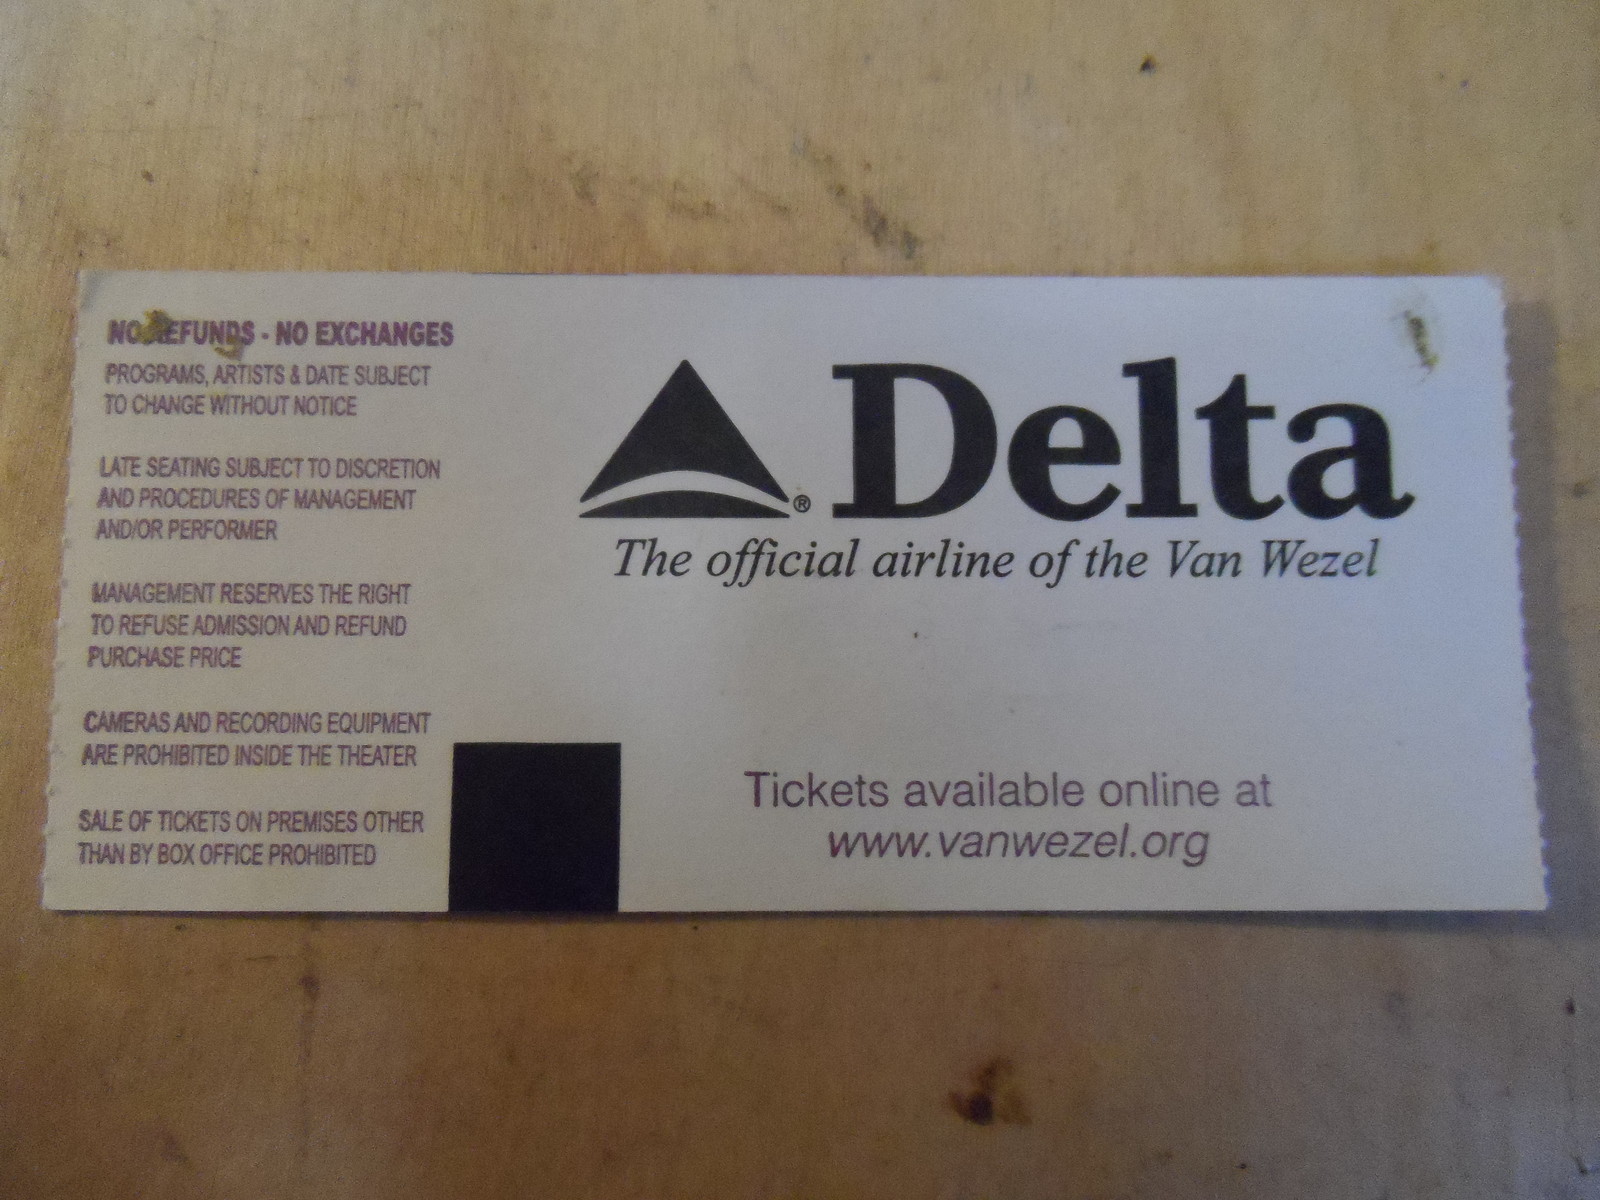 NO REFUNDS - NO EXCHANGES
PROGRAMS, ARTISTS & DATE SUBJECT
TO CHANGE WITHOUT NOTICE
LATE SEATING SUBJECT TO DISCRETION
AND PROCEDURES OF MANAGEMENT
AND/OR PERFORMER
MANAGEMENT RESERVES THE RIGHT
TO REFUSE ADMISSION AND REFUND
PURCHASE PRICE
CAMERAS AND RECORDING EQUIPMENT
ARE PROHIBITED INSIDE THE THEATER
SALE OF TICKETS ON PREMISES OTHER
THAN BY BOX OFFICE PROHIBITED
® Delta
The official airline of the Van Wezel
Tickets available online at
www.vanwezel.org